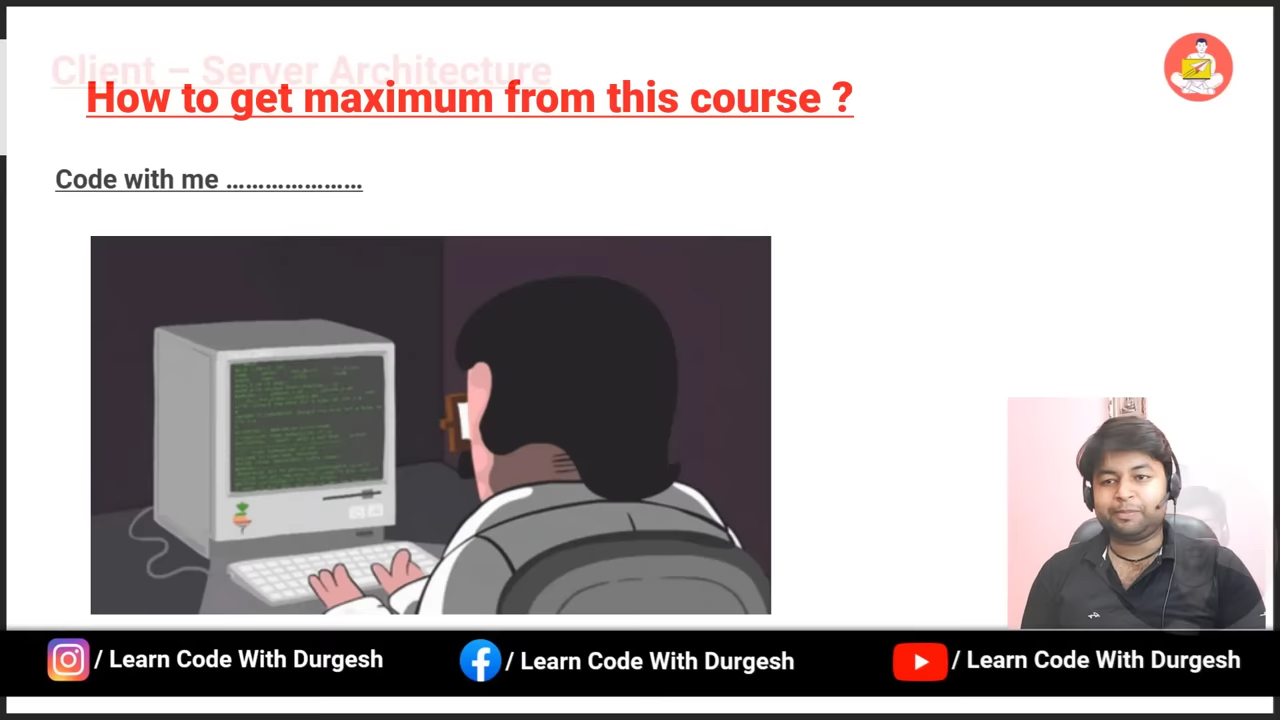 Client – Server Architecture
How to get maximum from this course ?
Code with me .....................
/ Learn Code With Durgesh
/ Learn Code With Durgesh
/ Learn Code With Durgesh